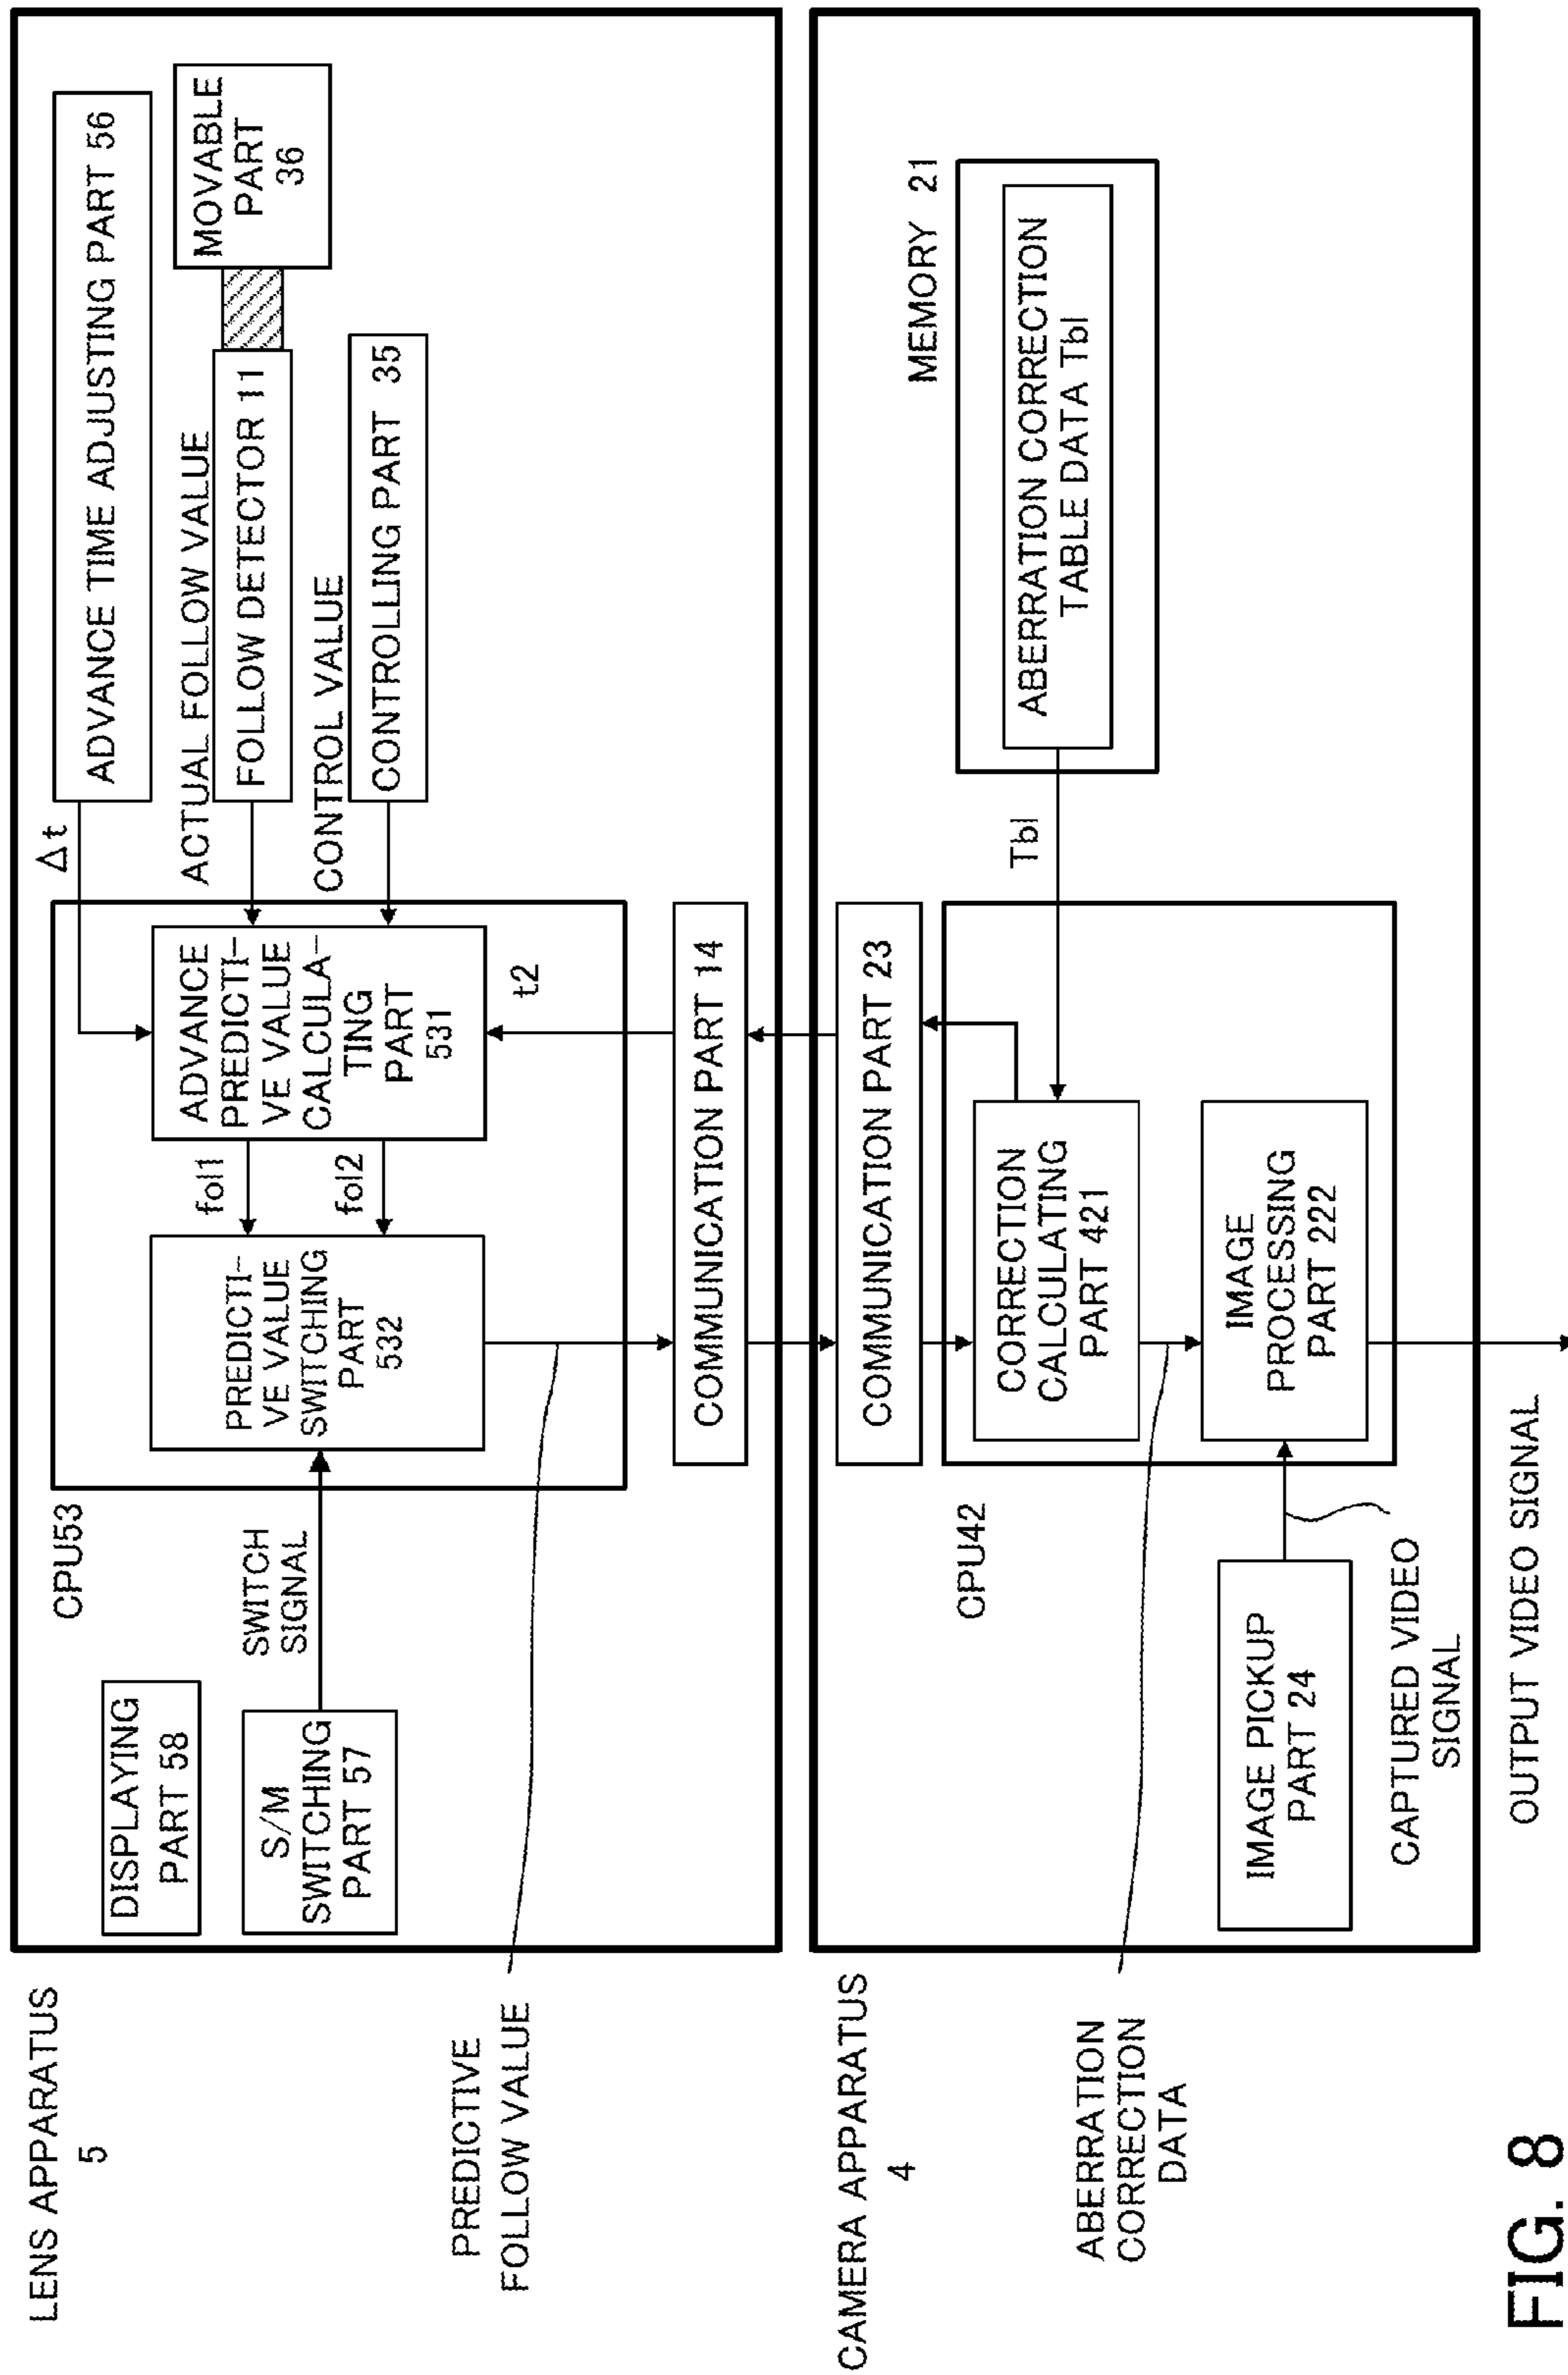 LENS APPARATUS
5
DISPLAYING
PART 58
S/M
SWITCHING
PART 57
SWITCH
SIGNAL
CPU53
PREDICTI-
VE VALUE
SWITCHING
PART
532
fol1
fol2
ADVANCE
PREDICTI-
VE VALUE
CALCULA-
TING
PART
531
Δt
ADVANCE TIME ADJUSTING PART 56
ACTUAL FOLLOW VALUE
FOLLOW DETECTOR 11
MOVABLE
PART
36
CONTROL VALUE
CONTROLLING PART 35
t2
PREDICTIVE
FOLLOW VALUE
COMMUNICATION PART 14
CAMERA APPARATUS
4
COMMUNICATION PART 23
CPU42
CORRECTION
CALCULATING
PART 421
Tbl
MEMORY 21
ABERRATION CORRECTION
TABLE DATA Tbl
ABERRATION
CORRECTION
DATA
IMAGE PICKUP
PART 24
IMAGE
PROCESSING
PART 222
CAPTURED VIDEO
SIGNAL
OUTPUT VIDEO SIGNAL
FIG. 8